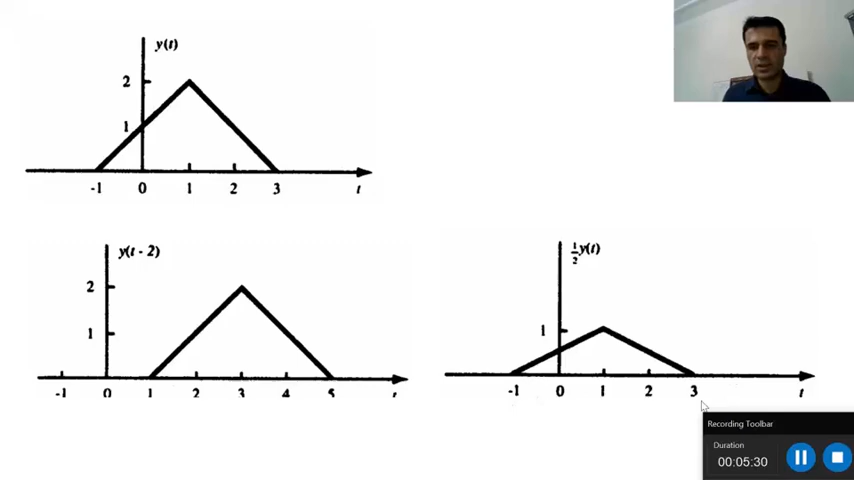 y(t)
2
1
-1 0 1 2 3 t
y(t - 2)
2
1
-1 0 1 2 3 4 5 t
½y(t)
1
-1 0 1 2 3 t
Recording Toolbar
Duration
00:05:30